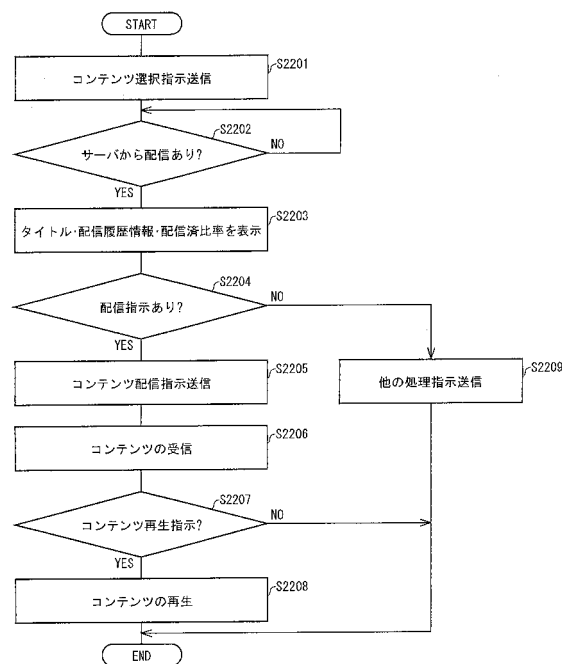 START
コンテンツ選択指示送信
S2201
サーバから配信あり?
S2202
NO
YES
タイトル・配信履歴情報・配信済比率を表示
S2203
配信指示あり?
S2204
NO
YES
コンテンツ配信指示送信
S2205
他の処理指示送信
S2209
コンテンツの受信
S2206
コンテンツ再生指示?
S2207
NO
YES
コンテンツの再生
S2208
END